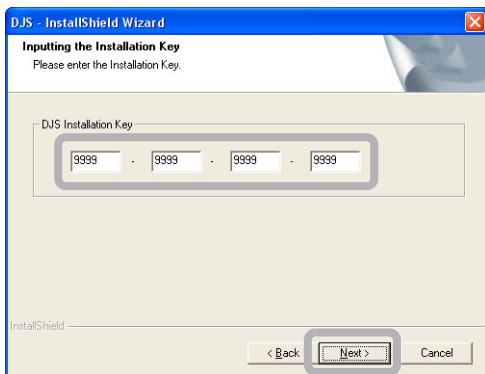 DJS - InstallShield Wizard
Inputting the Installation Key
Please enter the Installation Key.
DJS Installation Key
9999 - 9999 - 9999 - 9999
InstallShield
< Back Next > Cancel